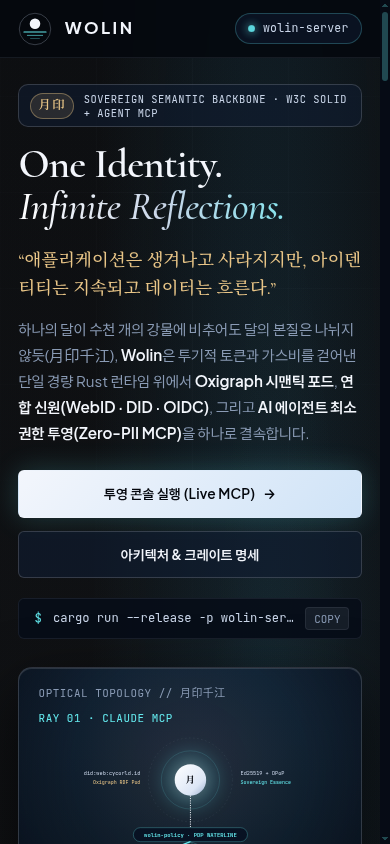 WOLIN
wolin-server
月印
SOVEREIGN SEMANTIC BACKBONE · W3C SOLID
+ AGENT MCP
One Identity.
Infinite Reflections.
“애플리케이션은 생겨나고 사라지지만, 아이덴
티티는 지속되고 데이터는 흐른다.”
하나의 달이 수천 개의 강물에 비추어도 달의 본질은 나뉘지
않듯(月印千江), Wolin은 투기적 토큰과 가스비를 걷어낸
단일 경량 Rust 런타임 위에서 Oxigraph 시맨틱 포드, 연
합 신원(WebID · DID · OIDC), 그리고 AI 에이전트 최소
권한 투영(Zero-PII MCP)을 하나로 결속합니다.
투영 콘솔 실행 (Live MCP) →
아키텍처 & 크레이트 명세
$ cargo run --release -p wolin-ser… COPY
OPTICAL TOPOLOGY // 月印千江
RAY 01 · CLAUDE MCP
did:web:cycorld.id
Oxigraph RDF Pod
月
Ed25519 + DPoP
Sovereign Essence
wolin-policy · PDP WATERLINE